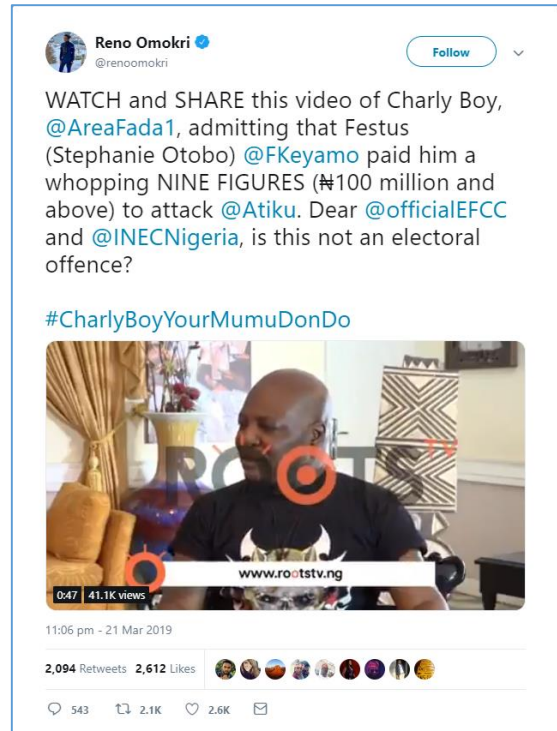 Reno Omokri
@renoomokri
Follow
WATCH and SHARE this video of Charly Boy,
@AreaFada1, admitting that Festus
(Stephanie Otobo) @FKeyamo paid him a
whopping NINE FIGURES (₦100 million and
above) to attack @Atiku. Dear @officialEFCC
and @INECNigeria, is this not an electoral
offence?
#CharlyBoyYourMumuDonDo
ROOTS TV
www.rootstv.ng
0:47 41.1K views
11:06 pm - 21 Mar 2019
2,094 Retweets 2,612 Likes
543 2.1K 2.6K